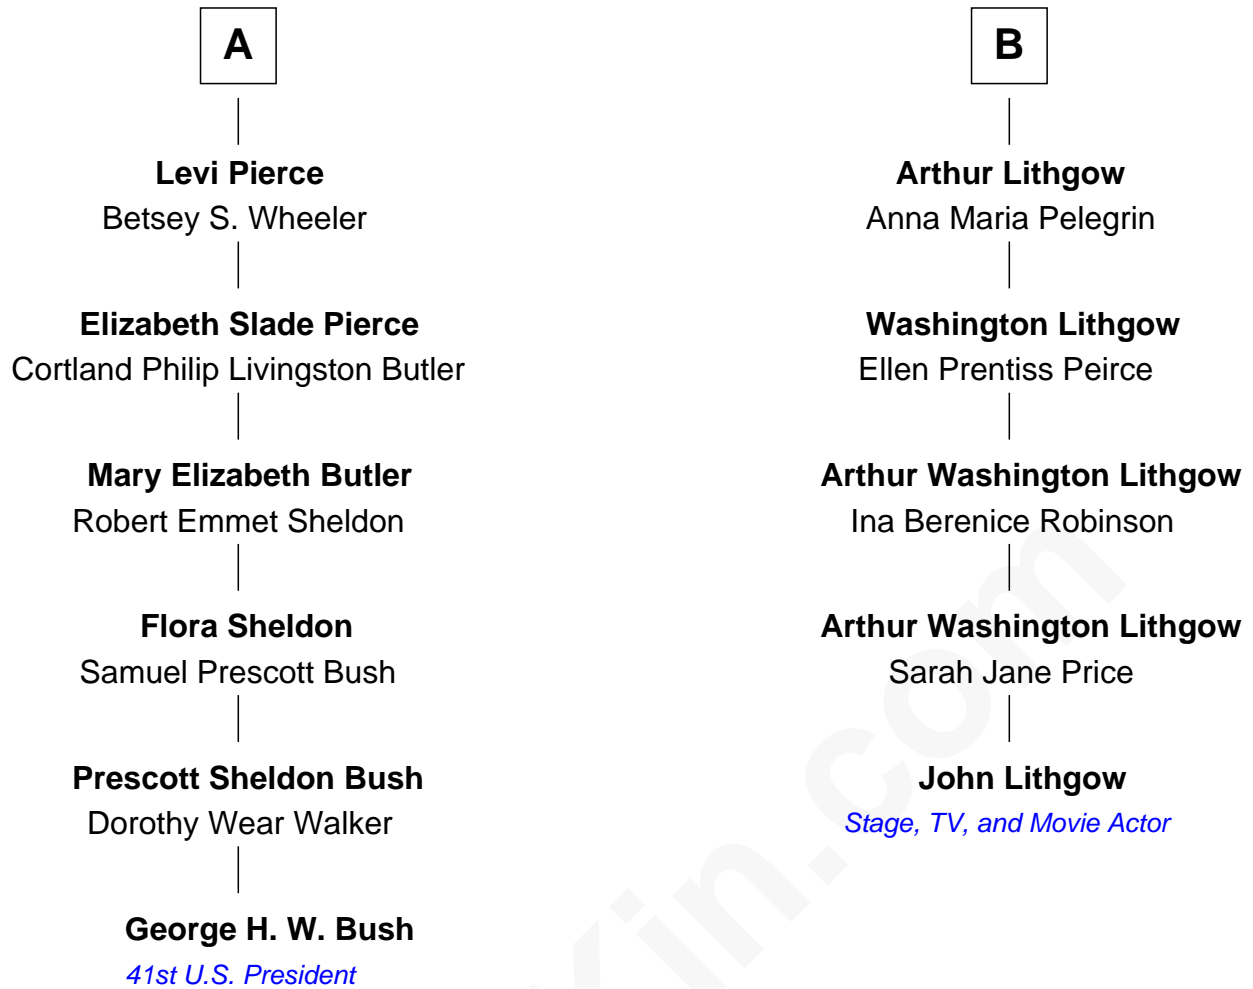 A
Levi Pierce
Betsey S. Wheeler
Elizabeth Slade Pierce
Cortland Philip Livingston Butler
Mary Elizabeth Butler
Robert Emmet Sheldon
Flora Sheldon
Samuel Prescott Bush
Prescott Sheldon Bush
Dorothy Wear Walker
George H. W. Bush
41st U.S. President
B
Arthur Lithgow
Anna Maria Pelegrin
Washington Lithgow
Ellen Prentiss Peirce
Arthur Washington Lithgow
Ina Berenice Robinson
Arthur Washington Lithgow
Sarah Jane Price
John Lithgow
Stage, TV, and Movie Actor
Kin.com